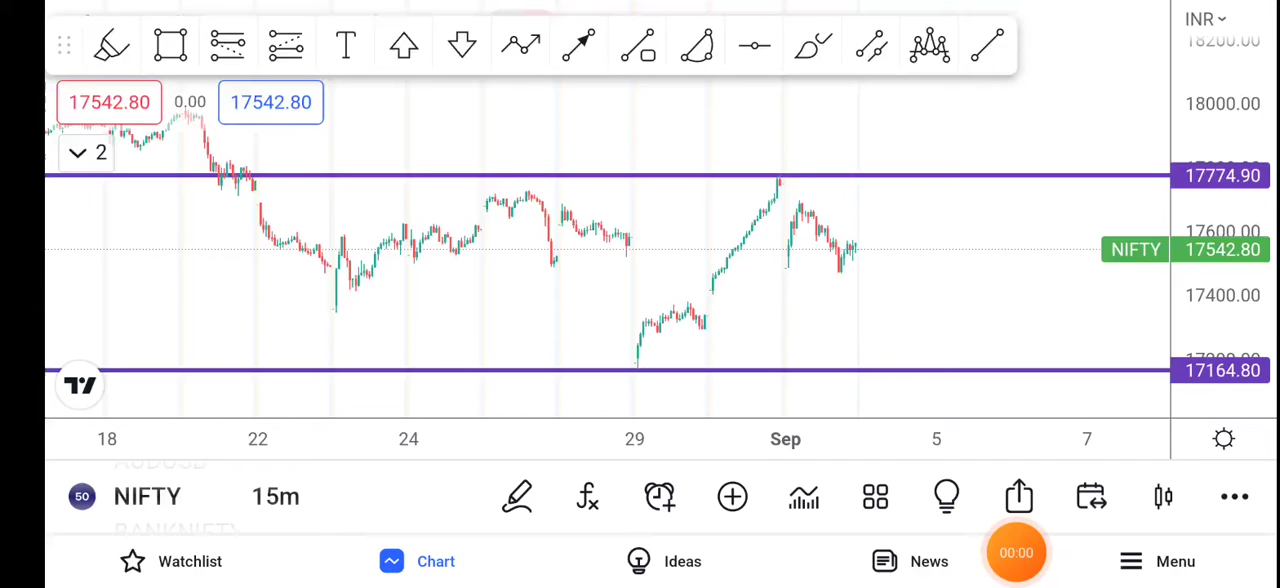 INR
18200.00
17542.80 0.00 17542.80
18000.00
2
17774.90
17600.00
NIFTY 17542.80
17400.00
17164.80
18 22 24 29 Sep 5 7
AUDUSD
50 NIFTY 15m
BANKNIFTY
Watchlist Chart Ideas News 00:00 Menu